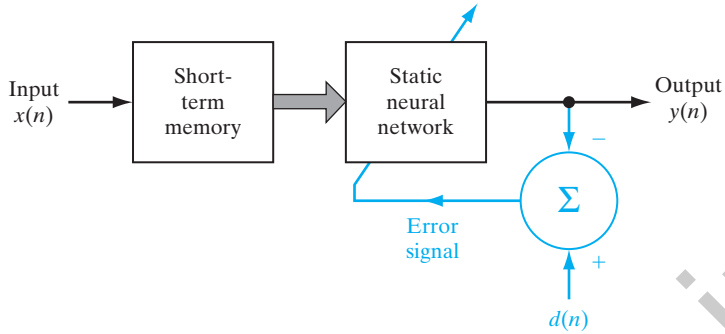 Input
x(n)
Short-
term
memory
Static
neural
network
Output
y(n)
−
Σ
Error
signal
+
d(n)